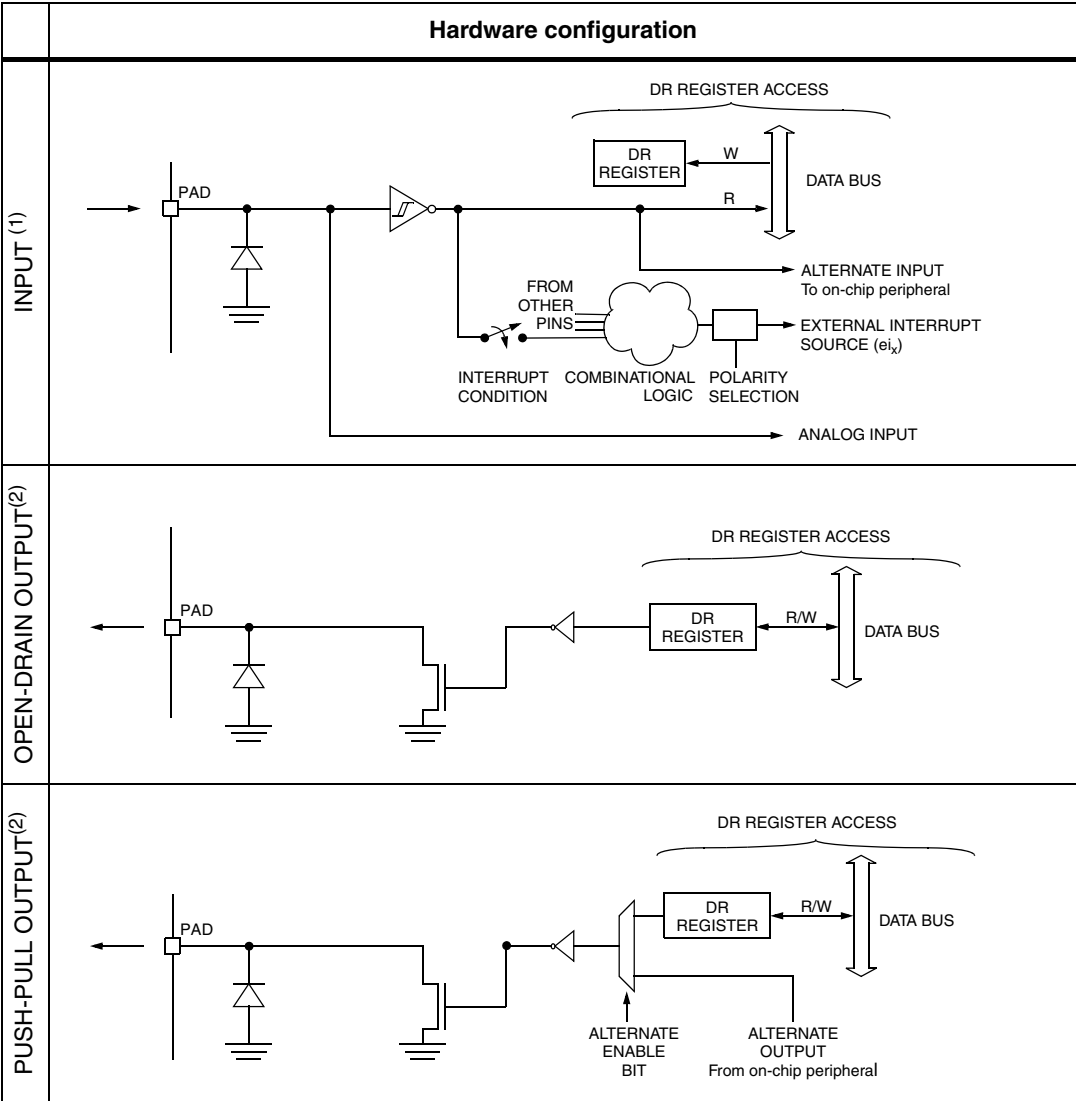 Hardware configuration
INPUT (1)
DR REGISTER ACCESS
DR
REGISTER
W
R
DATA BUS
PAD
ALTERNATE INPUT
To on-chip peripheral
FROM
OTHER
PINS
EXTERNAL INTERRUPT
SOURCE (eix)
INTERRUPT
CONDITION
COMBINATIONAL
LOGIC
POLARITY
SELECTION
ANALOG INPUT
OPEN-DRAIN OUTPUT(2)
DR REGISTER ACCESS
PAD
DR
REGISTER
R/W
DATA BUS
PUSH-PULL OUTPUT(2)
DR REGISTER ACCESS
PAD
DR
REGISTER
R/W
DATA BUS
ALTERNATE
ENABLE
BIT
ALTERNATE
OUTPUT
From on-chip peripheral